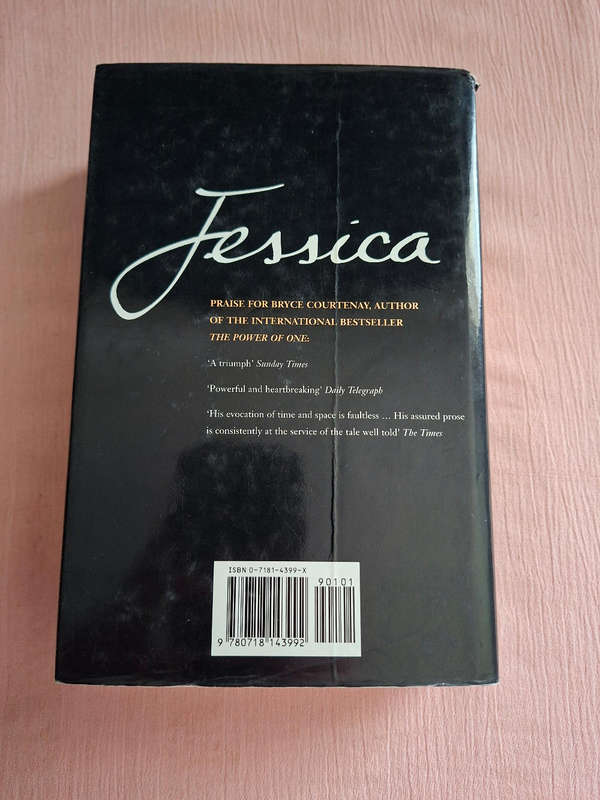 Jessica
PRAISE FOR BRYCE COURTENAY, AUTHOR
OF THE INTERNATIONAL BESTSELLER
THE POWER OF ONE:
‘A triumph’ Sunday Times
‘Powerful and heartbreaking’ Daily Telegraph
‘His evocation of time and space is faultless ... His assured prose
is consistently at the service of the tale well told’ The Times
ISBN 0-7181-4399-X
90101
9 780718 143992